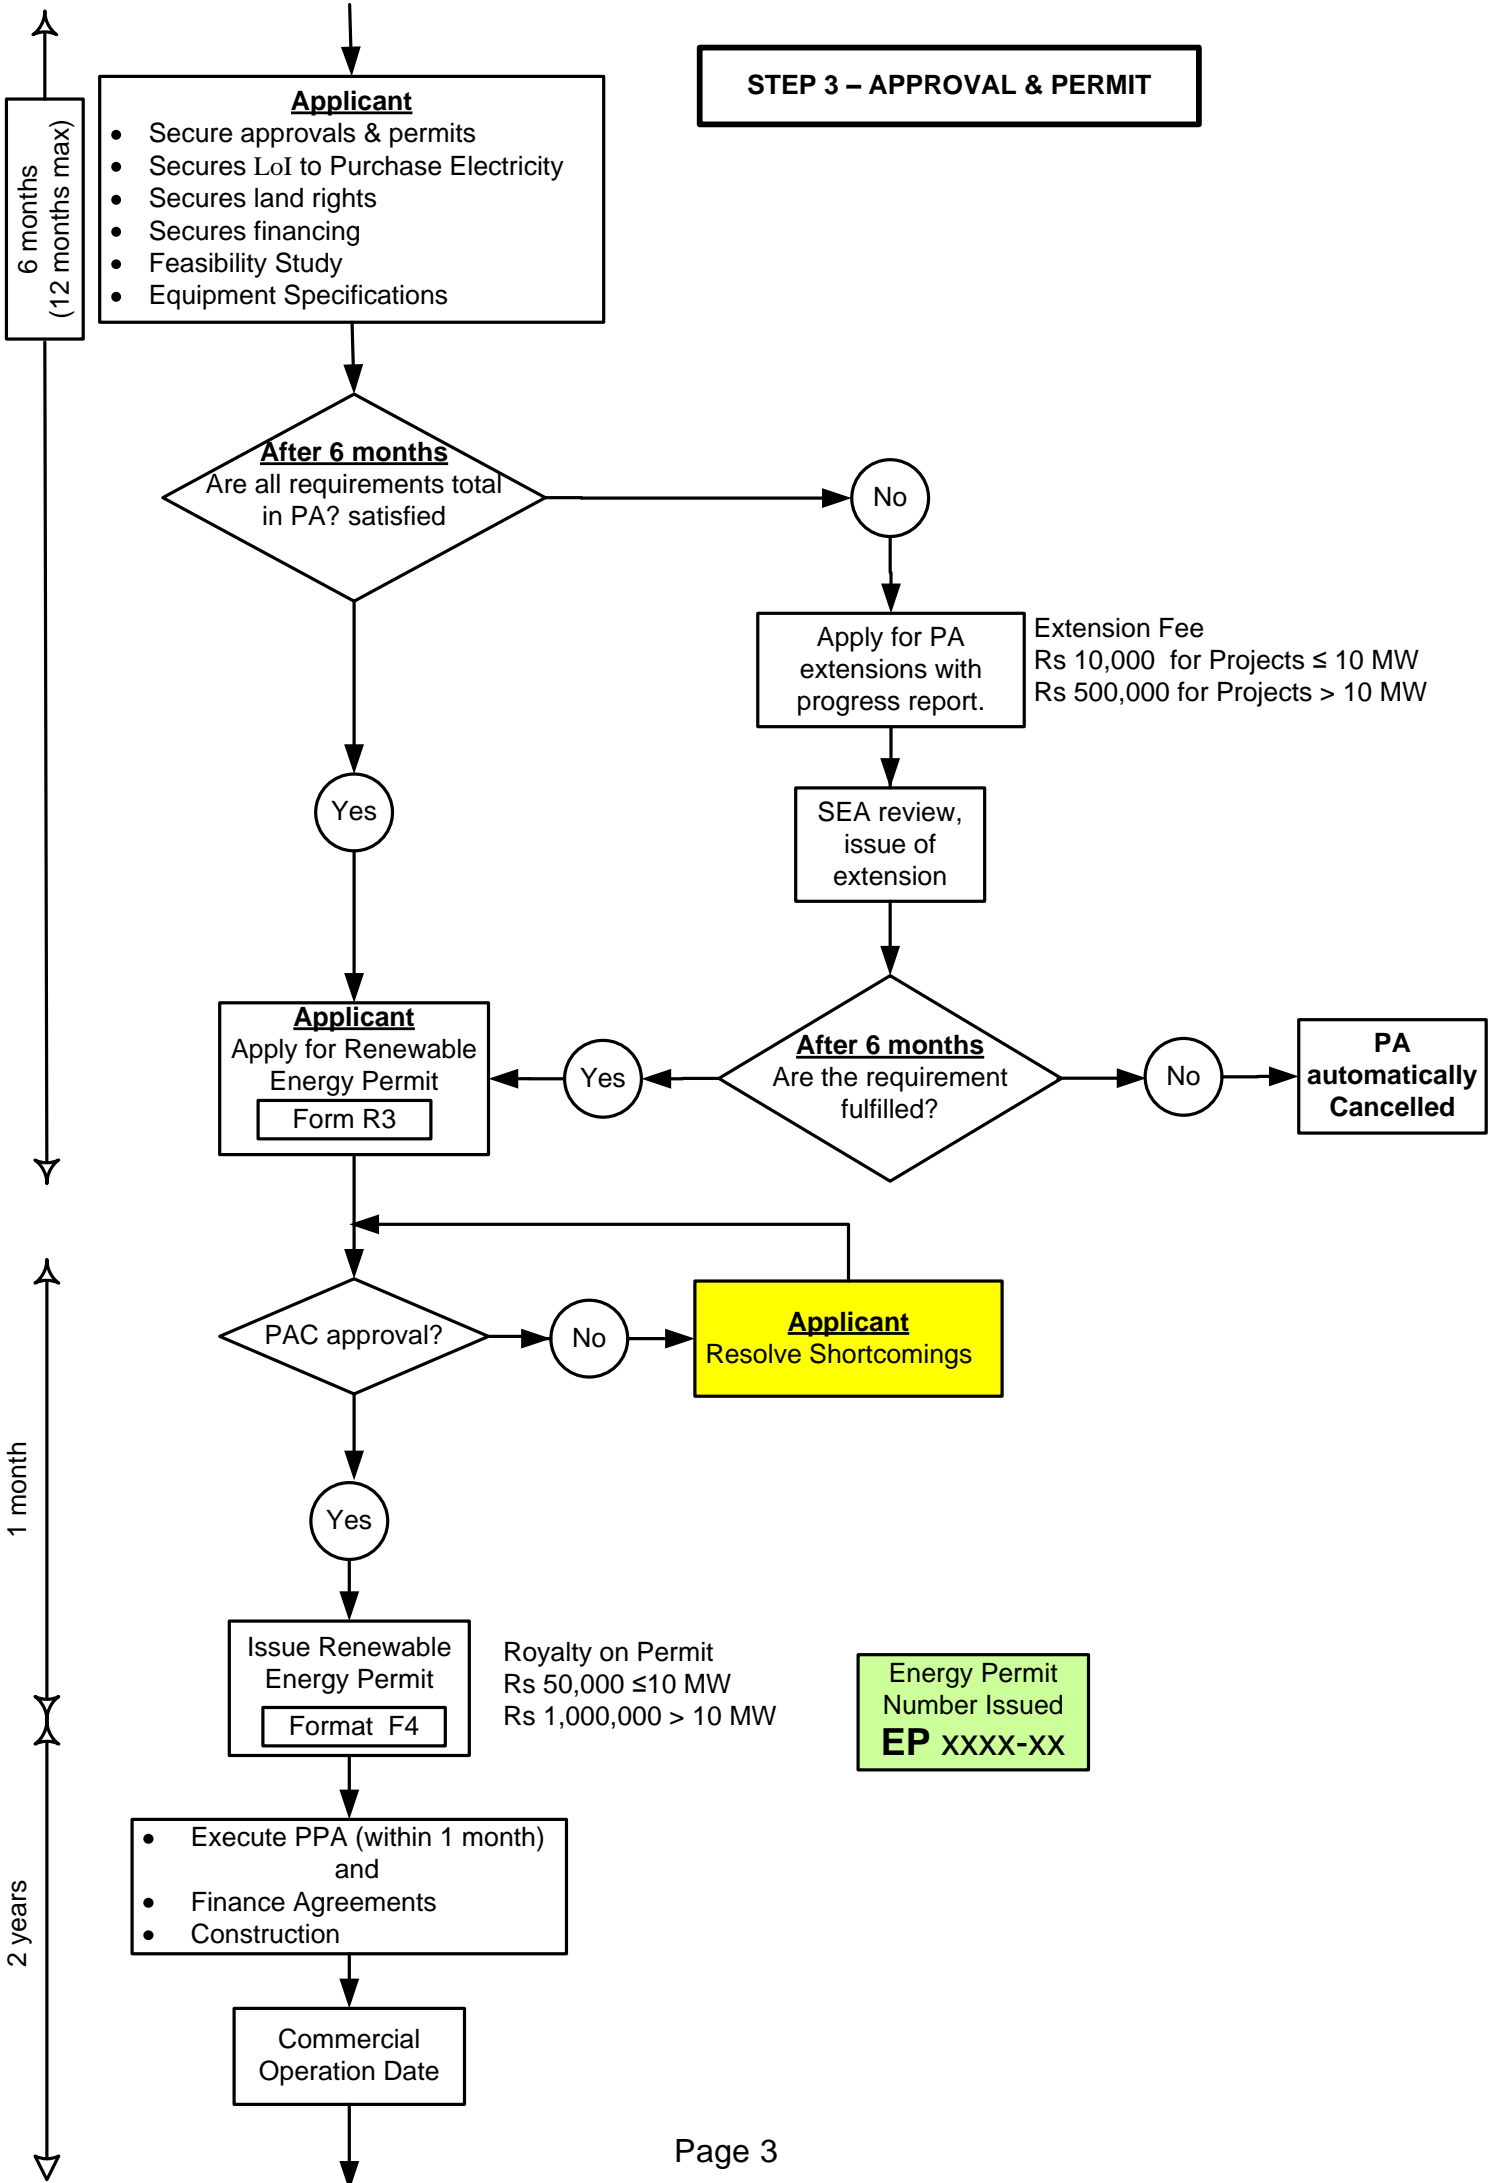 STEP 3 – APPROVAL & PERMIT
6 months
(12 months max)
Applicant
• Secure approvals & permits
• Secures LoI to Purchase Electricity
• Secures land rights
• Secures financing
• Feasibility Study
• Equipment Specifications
After 6 months
Are all requirements total
in PA? satisfied
No
Apply for PA
extensions with
progress report.
Extension Fee
Rs 10,000 for Projects ≤ 10 MW
Rs 500,000 for Projects > 10 MW
Yes
SEA review,
issue of
extension
Applicant
Apply for Renewable
Energy Permit
Form R3
Yes
After 6 months
Are the requirement
fulfilled?
No
PA
automatically
Cancelled
1 month
PAC approval?
No
Applicant
Resolve Shortcomings
Yes
Issue Renewable
Energy Permit
Format F4
Royalty on Permit
Rs 50,000 ≤10 MW
Rs 1,000,000 > 10 MW
Energy Permit
Number Issued
EP xxxx-xx
2 years
• Execute PPA (within 1 month)
and
• Finance Agreements
• Construction
Commercial
Operation Date
Page 3